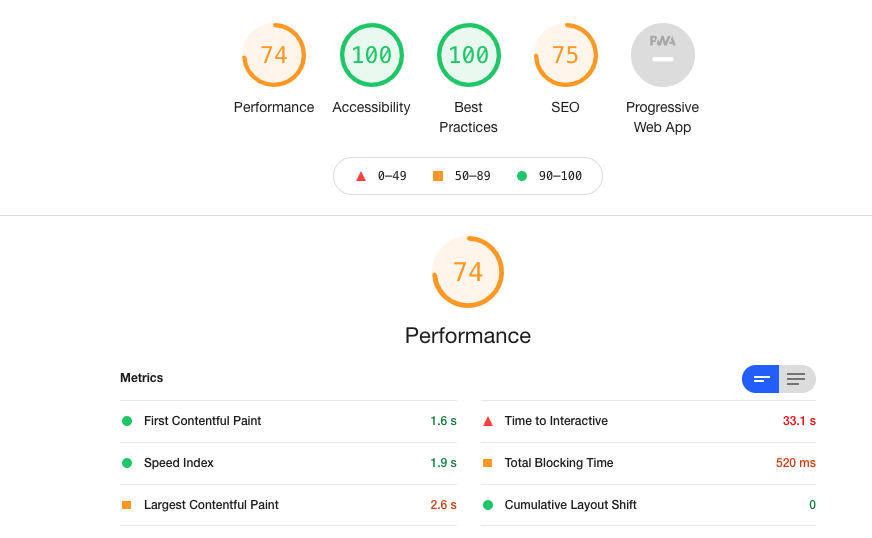 74 100 100 75 PWA
Performance Accessibility Best Practices SEO Progressive Web App
0–49 50–89 90–100
74
Performance
Metrics
First Contentful Paint 1.6 s
Time to Interactive 33.1 s
Speed Index 1.9 s
Total Blocking Time 520 ms
Largest Contentful Paint 2.6 s
Cumulative Layout Shift 0